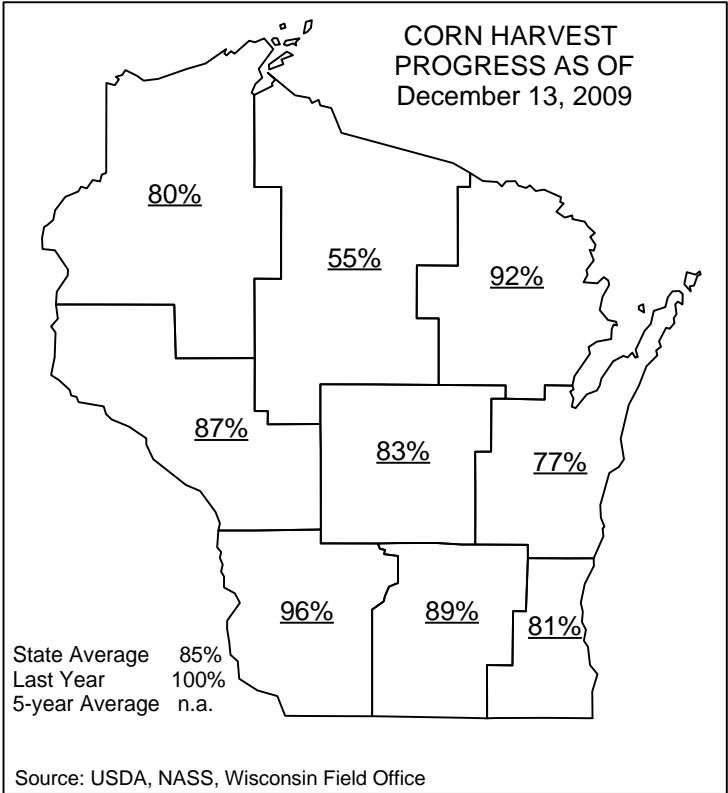 CORN HARVEST
PROGRESS AS OF
December 13, 2009
80%
55%
92%
87%
83%
77%
96%
89%
81%
State Average 85%
Last Year 100%
5-year Average n.a.
Source: USDA, NASS, Wisconsin Field Office